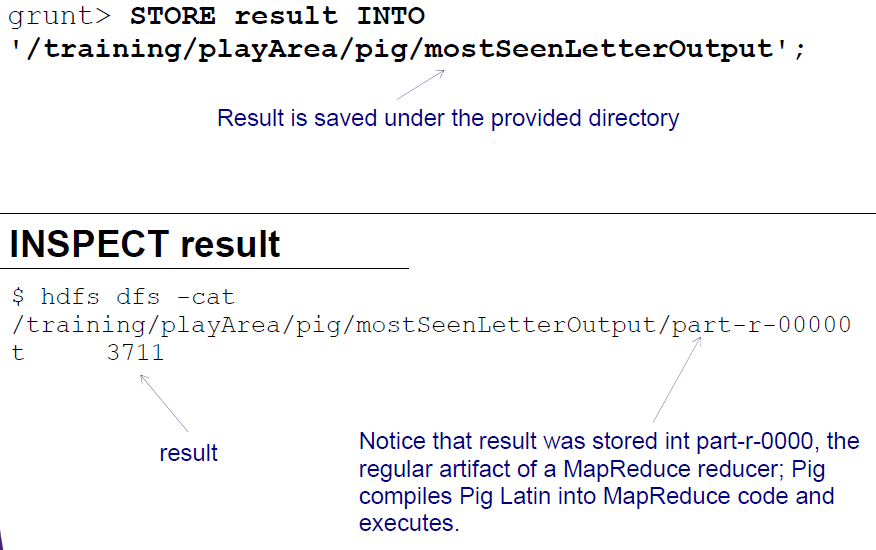 grunt> STORE result INTO
'/training/playArea/pig/mostSeenLetterOutput';
Result is saved under the provided directory
INSPECT result
$ hdfs dfs -cat
/training/playArea/pig/mostSeenLetterOutput/part-r-00000
t 3711
result
Notice that result was stored int part-r-0000, the
regular artifact of a MapReduce reducer; Pig
compiles Pig Latin into MapReduce code and
executes.